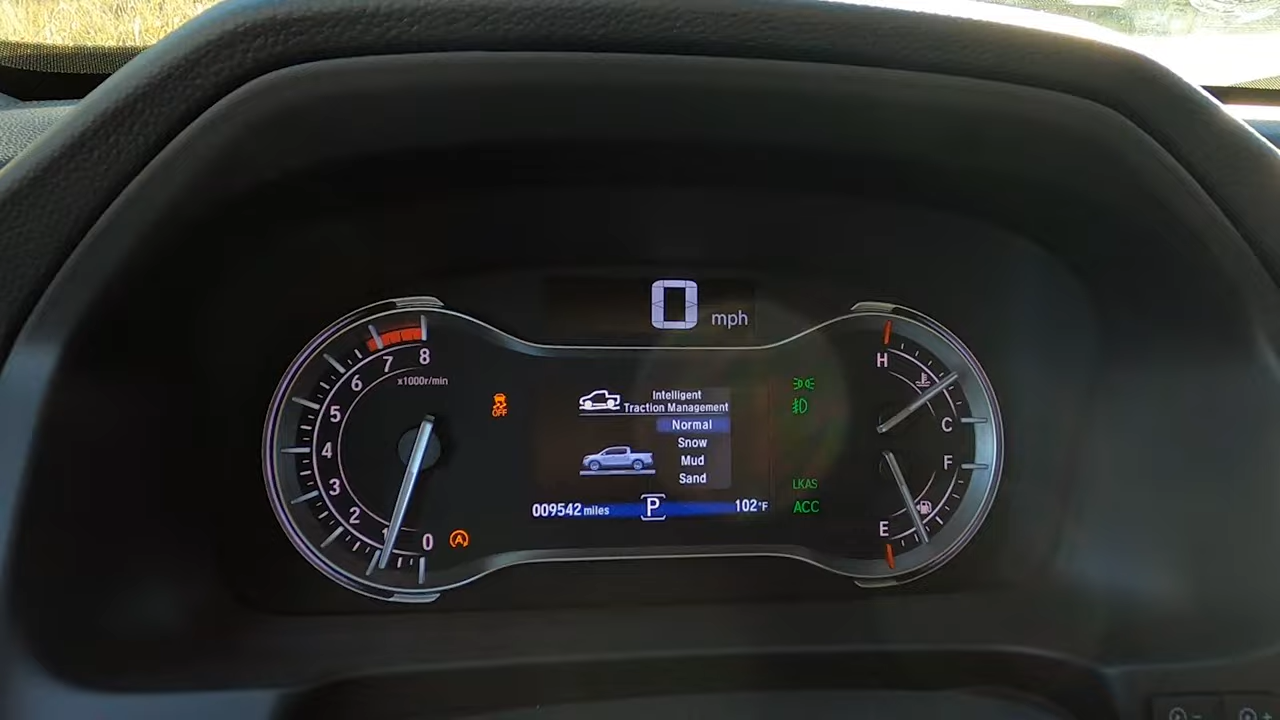 0 mph
8
7
6
5
4
3
2
1
0
x1000r/min
OFF
A
Intelligent
Traction Management
Normal
Snow
Mud
Sand
009542 miles P 102°F
LKAS
ACC
H
C
F
E